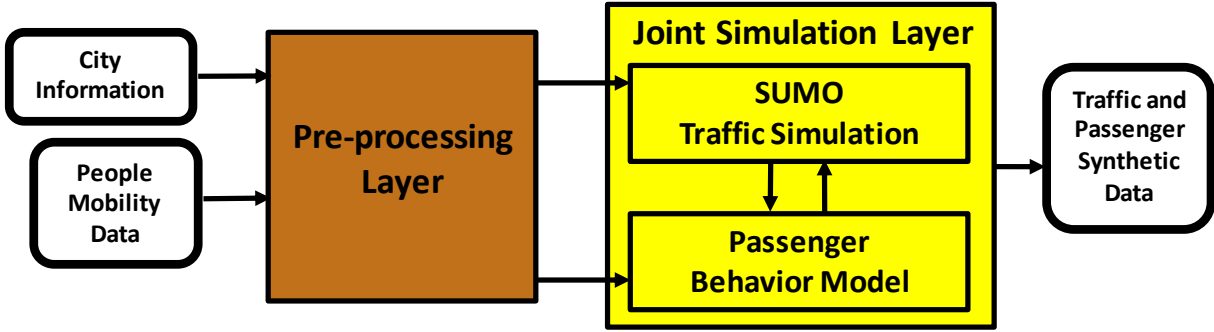 City
Information
People
Mobility
Data
Pre-processing
Layer
Joint Simulation Layer
SUMO
Traffic Simulation
Passenger
Behavior Model
Traffic and
Passenger
Synthetic
Data